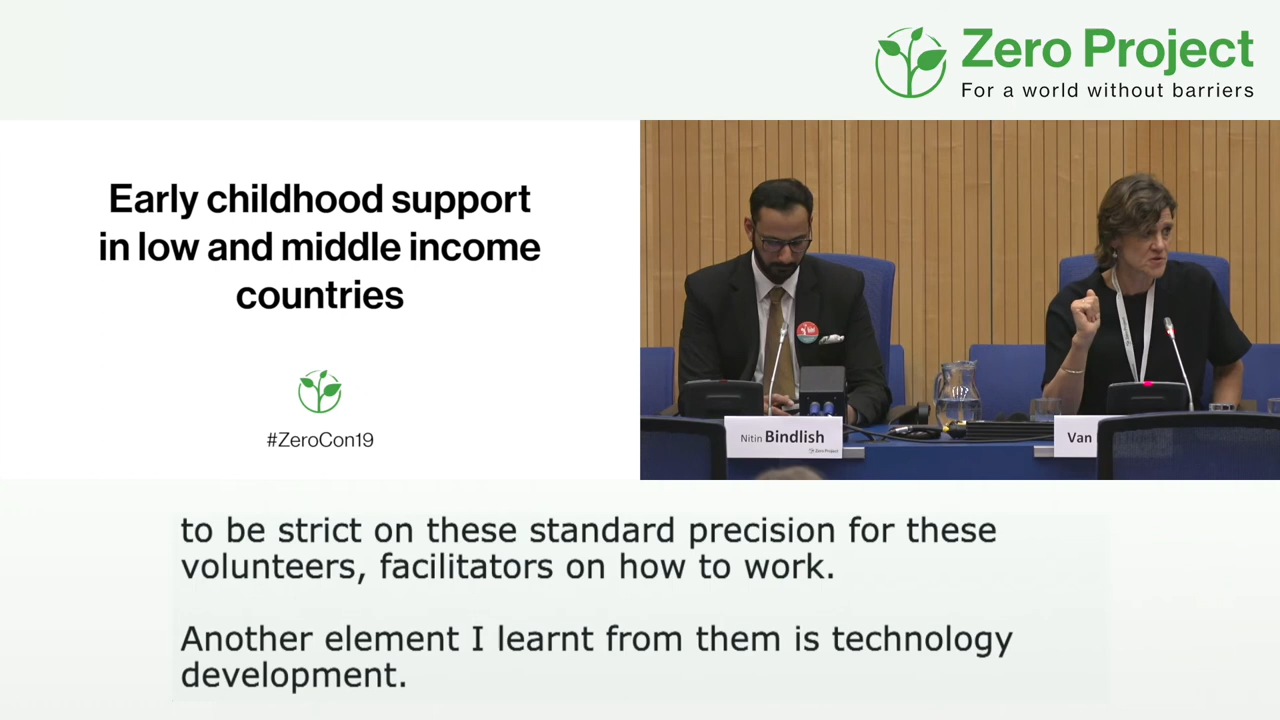 Zero Project
For a world without barriers
Early childhood support
in low and middle income
countries
#ZeroCon19
Nitin Bindlish
Zero Project
Van
to be strict on these standard precision for these
volunteers, facilitators on how to work.
Another element I learnt from them is technology
development.